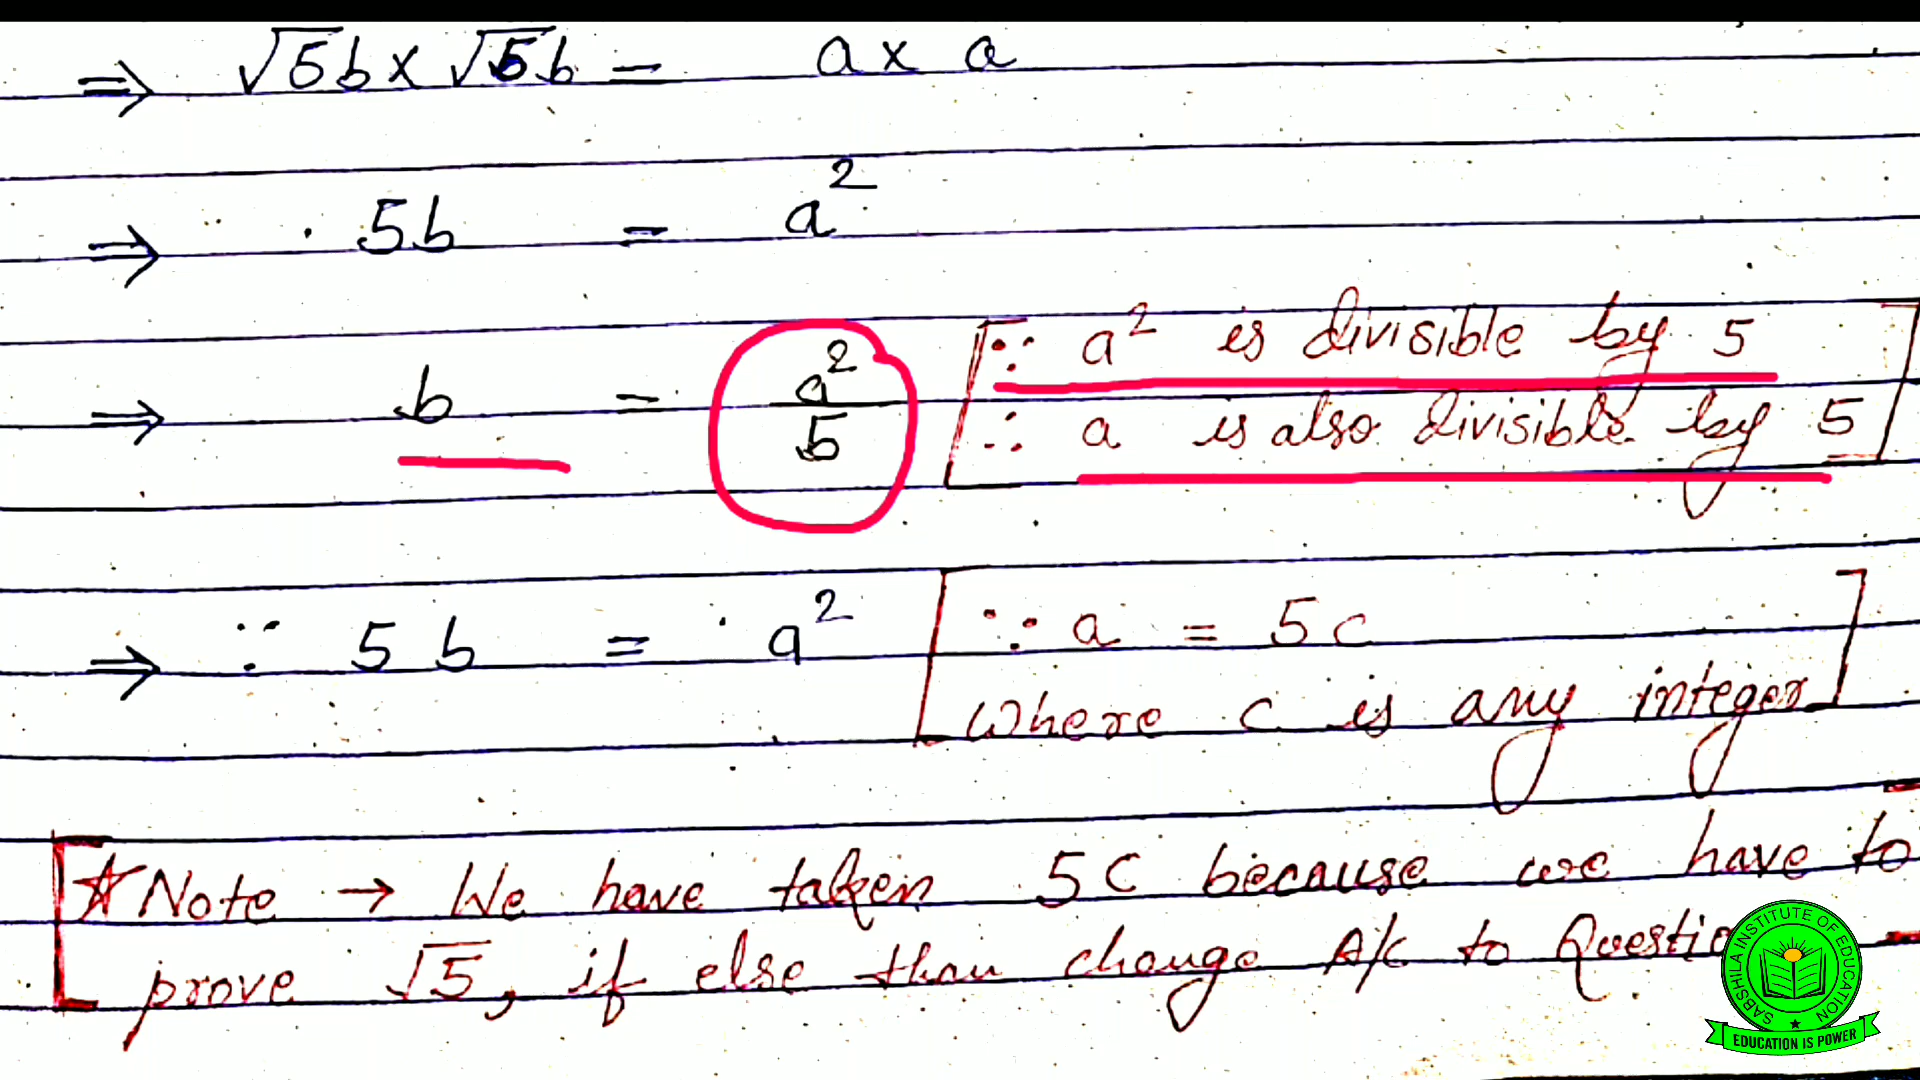 ⇒ √5b × √5b = a × a
⇒ 5b = a²
⇒ b = a²/5 [∵ a² is divisible by 5
∴ a is also divisible by 5]
⇒ ∵ 5b = a² [∵ a = 5c
where c is any integer]
[☆ Note → We have taken 5C because we have to
prove √5, if else than change A/c to Questio
SABSHILA INSTITUTE OF EDUCATION
EDUCATION IS POWER